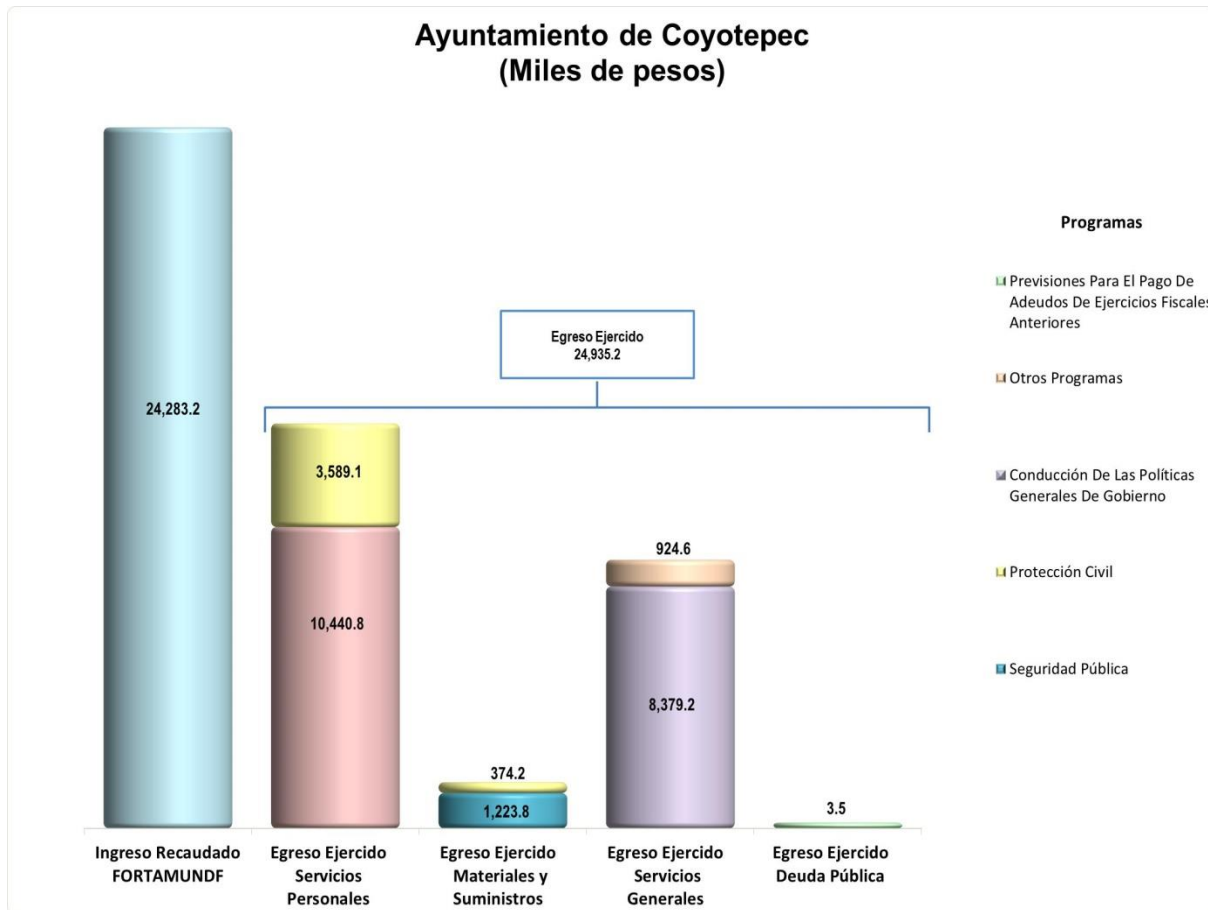 Ayuntamiento de Coyotepec
(Miles de pesos)
Programas
Previsiones Para El Pago De
Adeudos De Ejercicios Fiscales
Anteriores
Egreso Ejercido
24,935.2
Otros Programas
24,283.2
3,589.1
Conducción De Las Políticas
Generales De Gobierno
924.6
Protección Civil
10,440.8
Seguridad Pública
8,379.2
374.2
1,223.8
3.5
Ingreso Recaudado
FORTAMUNDF
Egreso Ejercido
Servicios
Personales
Egreso Ejercido
Materiales y
Suministros
Egreso Ejercido
Servicios
Generales
Egreso Ejercido
Deuda Pública